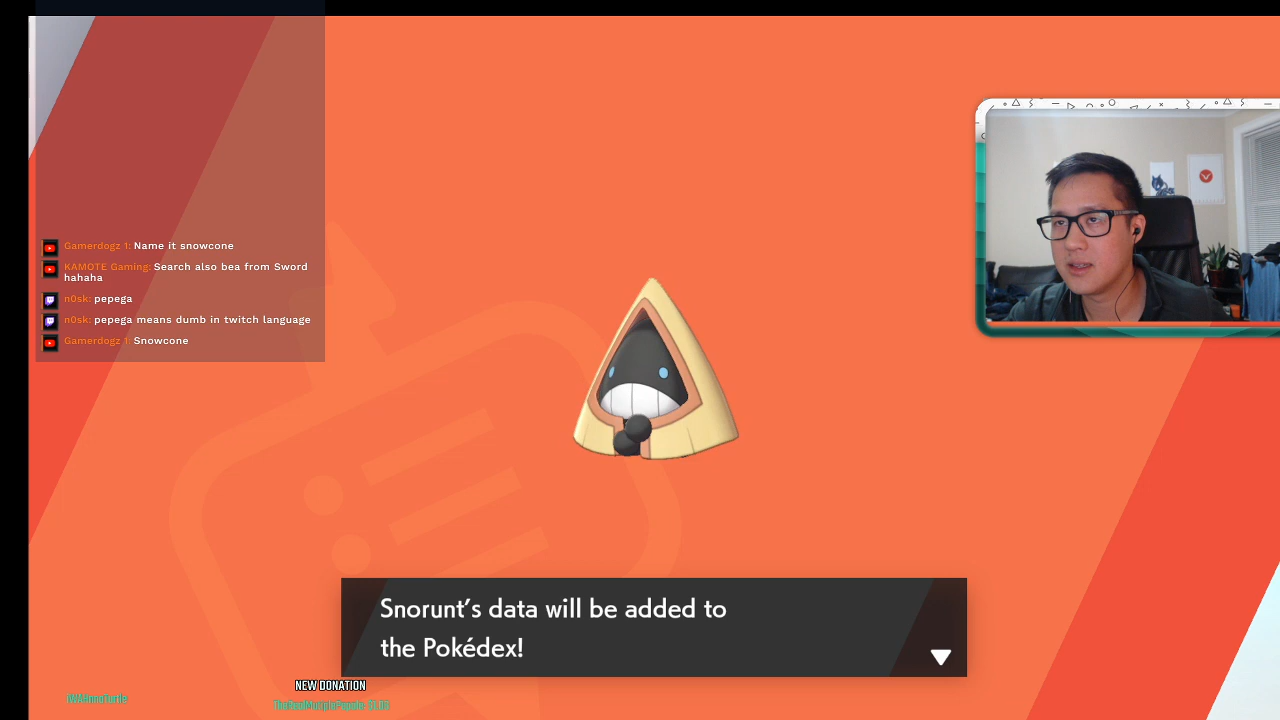 Gamerdogz 1: Name it snowcone
KAMOTE Gaming: Search also bea from Sword
hahaha
n0sk: pepega
n0sk: pepega means dumb in twitch language
Gamerdogz 1: Snowcone
Snorunt's data will be added to
the Pokédex!
NEW DONATION